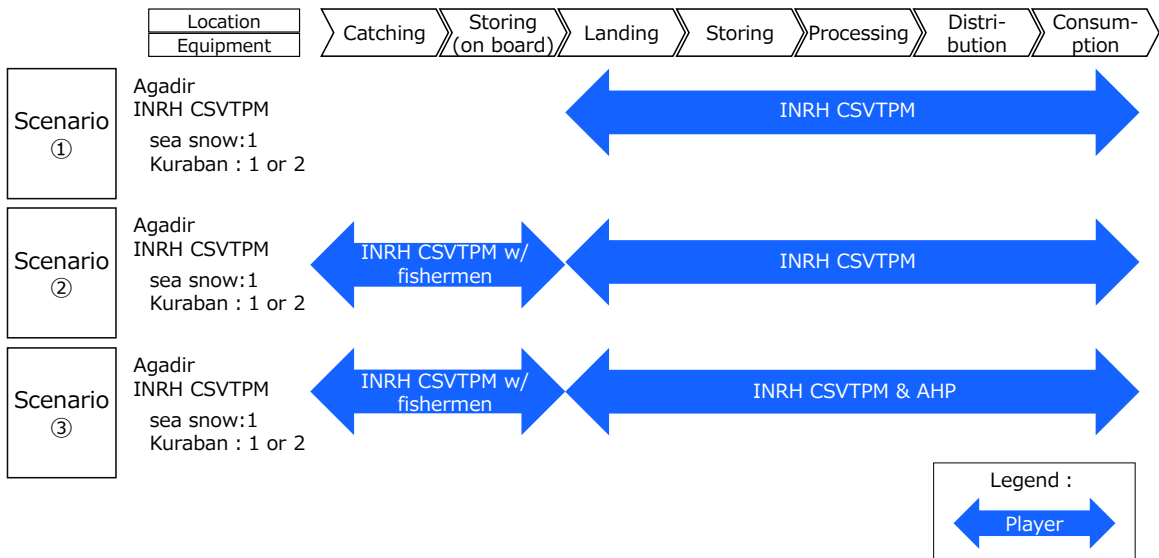 Location
Equipment
Catching
Storing
(on board)
Landing
Storing
Processing
Distri-
bution
Consum-
ption
Scenario
①
Agadir
INRH CSVTPM
sea snow:1
Kuraban : 1 or 2
INRH CSVTPM
Scenario
②
Agadir
INRH CSVTPM
sea snow:1
Kuraban : 1 or 2
INRH CSVTPM w/
fishermen
INRH CSVTPM
Scenario
③
Agadir
INRH CSVTPM
sea snow:1
Kuraban : 1 or 2
INRH CSVTPM w/
fishermen
INRH CSVTPM & AHP
Legend :
Player